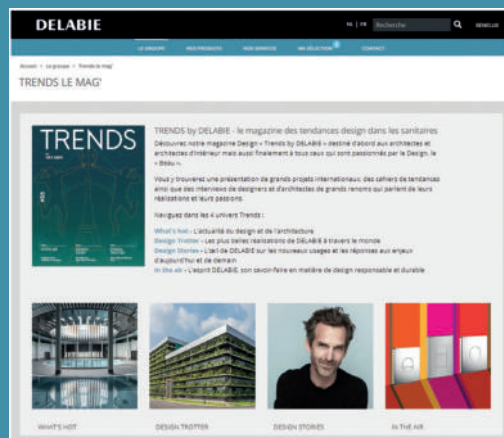 DELABIE
NL | FR
Recherche
BENELUX
LE GROUPE
NOS PRODUITS
NOS SERVICES
MA SÉLECTION
CONTACT
Accueil > Le groupe > Trends le mag'
TRENDS LE MAG'
TRENDS
TRENDS by DELABIE - le magazine des tendances design dans les sanitaires
Découvrez notre magazine Design « Trends by DELABIE » destiné d'abord aux architectes et
architectes d'intérieur mais aussi finalement à tous ceux qui sont passionnés par le Design, le
« Beau ».
Vous y trouverez une présentation de grands projets internationaux, des cahiers de tendances
ainsi que des interviews de designers et d'architectes de grands renoms qui parlent de leurs
réalisations et leurs passions.
Naviguez dans les 4 univers Trends :
What's hot - L'actualité du design et de l'architecture
Design Trotter - Les plus belles réalisations de DELABIE à travers le monde
Design Stories - L'œil de DELABIE sur les nouveaux usages et les réponses aux enjeux
d'aujourd'hui et de demain
In the air - L'esprit DELABIE, son savoir-faire en matière de design responsable et durable
WHAT'S HOT
DESIGN TROTTER
DESIGN STORIES
IN THE AIR